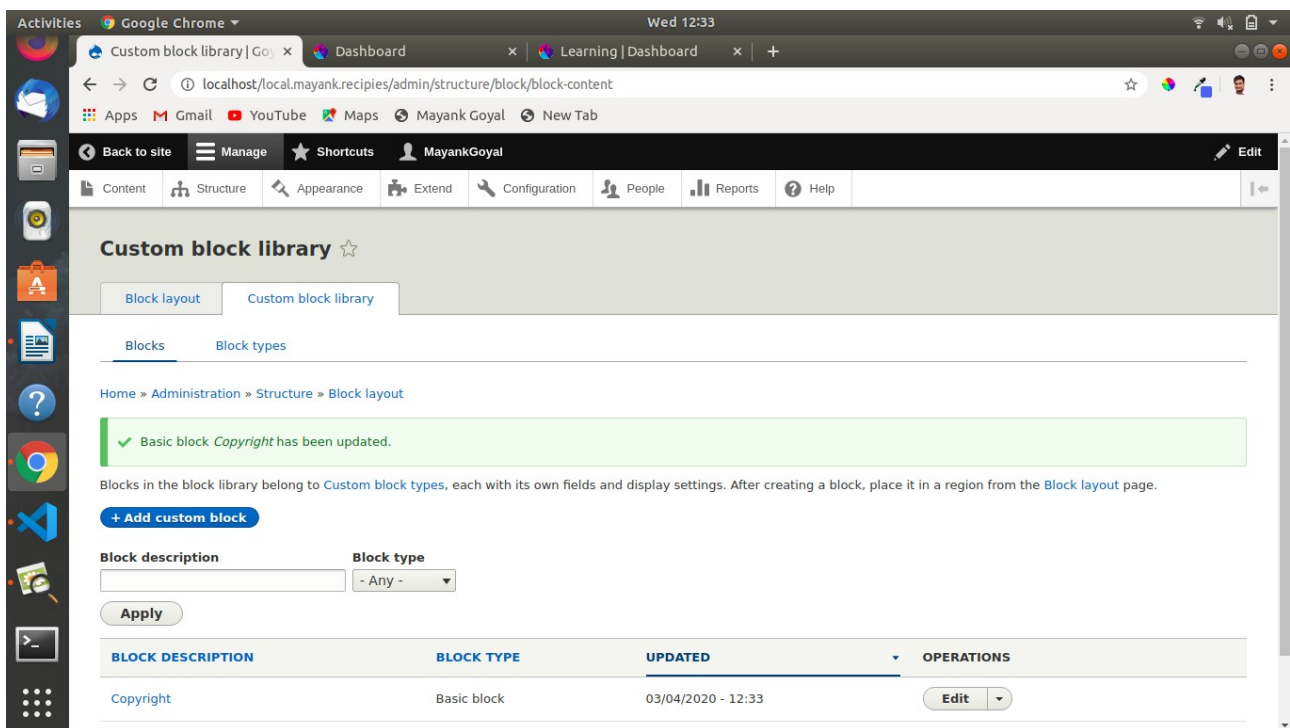 Activities Google Chrome Wed 12:33
Custom block library | Goy Dashboard Learning | Dashboard
localhost/local.mayank.recipies/admin/structure/block/block-content
Apps Gmail YouTube Maps Mayank Goyal New Tab
Back to site Manage Shortcuts MayankGoyal Edit
Content Structure Appearance Extend Configuration People Reports Help
Custom block library
Block layout Custom block library
Blocks Block types
Home » Administration » Structure » Block layout
Basic block Copyright has been updated.
Blocks in the block library belong to Custom block types, each with its own fields and display settings. After creating a block, place it in a region from the Block layout page.
+ Add custom block
Block description Block type
- Any -
Apply
BLOCK DESCRIPTION BLOCK TYPE UPDATED OPERATIONS
Copyright Basic block 03/04/2020 - 12:33 Edit